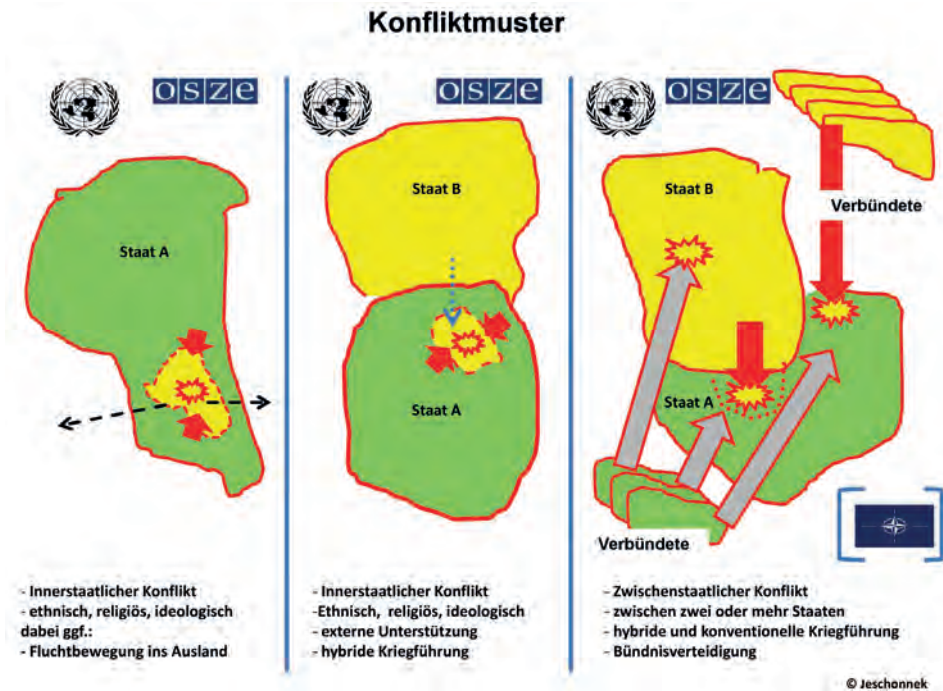 Konfliktmuster
osze
osze
osze
Staat A
Staat B
Staat A
Staat B
Verbündete
Staat A
Verbündete
- Innerstaatlicher Konflikt
- ethnisch, religiös, ideologisch
dabei ggf.:
- Fluchtbewegung ins Ausland
- Innerstaatlicher Konflikt
-Ethnisch, religiös, ideologisch
- externe Unterstützung
- hybride Kriegführung
- Zwischenstaatlicher Konflikt
- zwischen zwei oder mehr Staaten
- hybride und konventionelle Kriegführung
- Bündnisverteidigung
© Jeschonnek